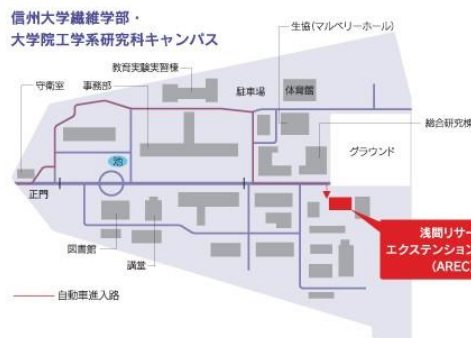 信州大学繊維学部・
大学院工学系研究科キャンパス
生協(マルベリーホール)
教育実験実習棟
守衛室
事務部
駐車場
体育館
総合研究棟
グラウンド
池
正門
図書館
講堂
浅間リサー
エクステンション
(AREC)
自動車進入路